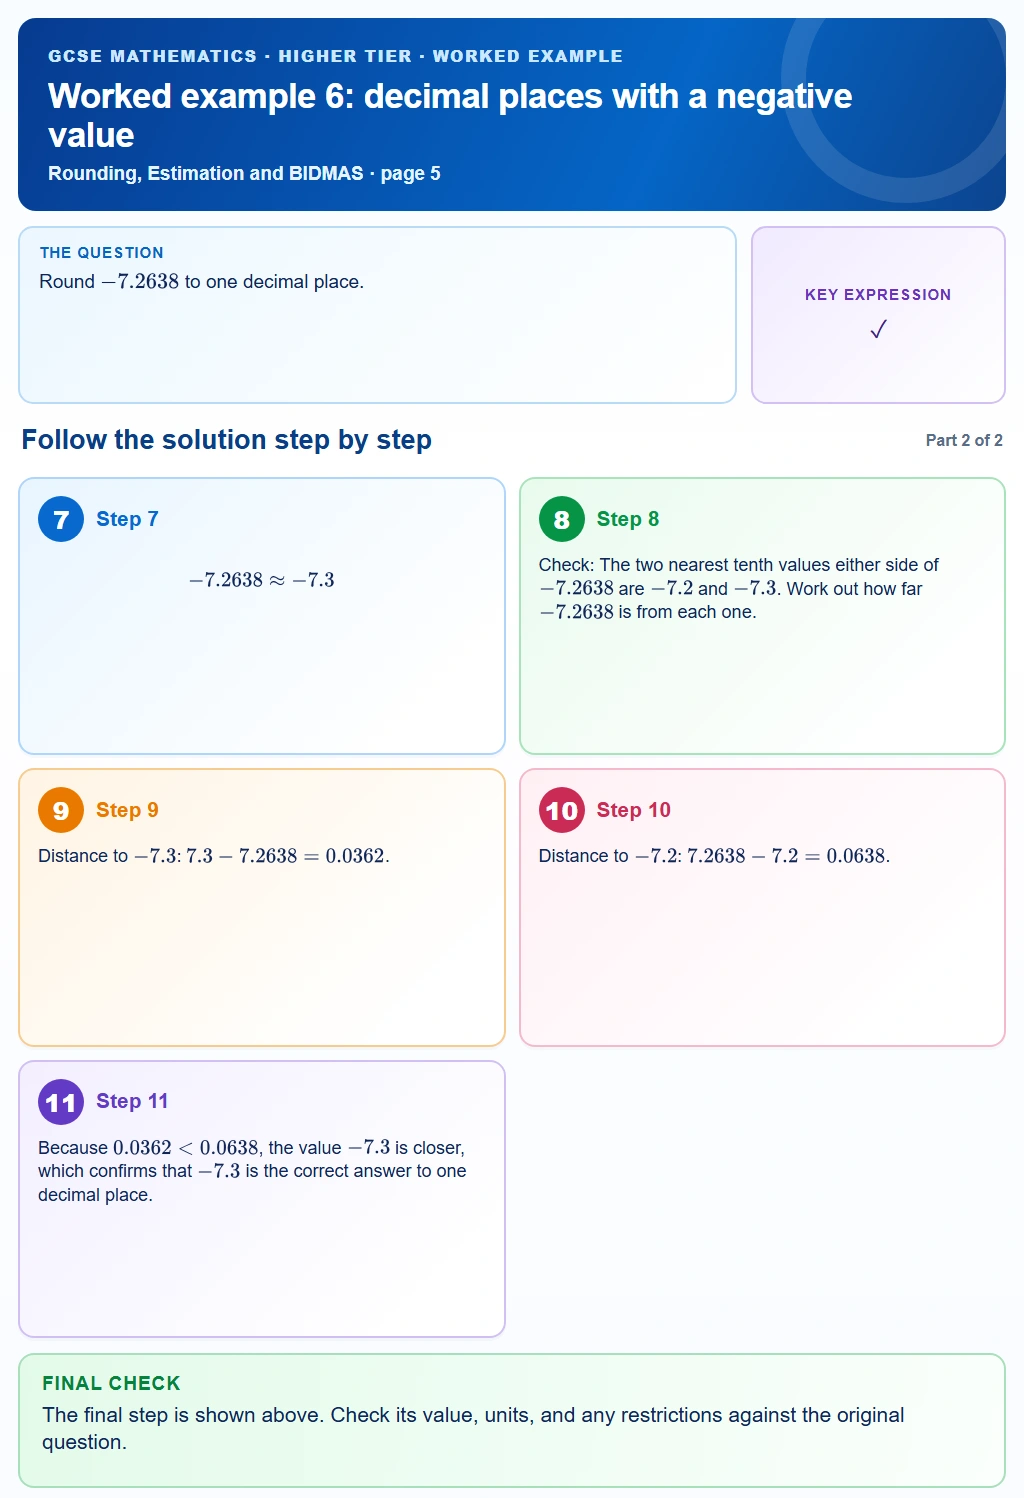 GCSE MATHEMATICS · HIGHER TIER · WORKED EXAMPLE
Worked example 6: decimal places with a negative
value
Rounding, Estimation and BIDMAS · page 5
THE QUESTION
Round −7.2638 to one decimal place.
KEY EXPRESSION
✓
Follow the solution step by step
Part 2 of 2
7 Step 7
−7.2638 ≈ −7.3
8 Step 8
Check: The two nearest tenth values either side of
−7.2638 are −7.2 and −7.3. Work out how far
−7.2638 is from each one.
9 Step 9
Distance to −7.3: 7.3 − 7.2638 = 0.0362.
10 Step 10
Distance to −7.2: 7.2638 − 7.2 = 0.0638.
11 Step 11
Because 0.0362 < 0.0638, the value −7.3 is closer,
which confirms that −7.3 is the correct answer to one
decimal place.
FINAL CHECK
The final step is shown above. Check its value, units, and any restrictions against the original
question.